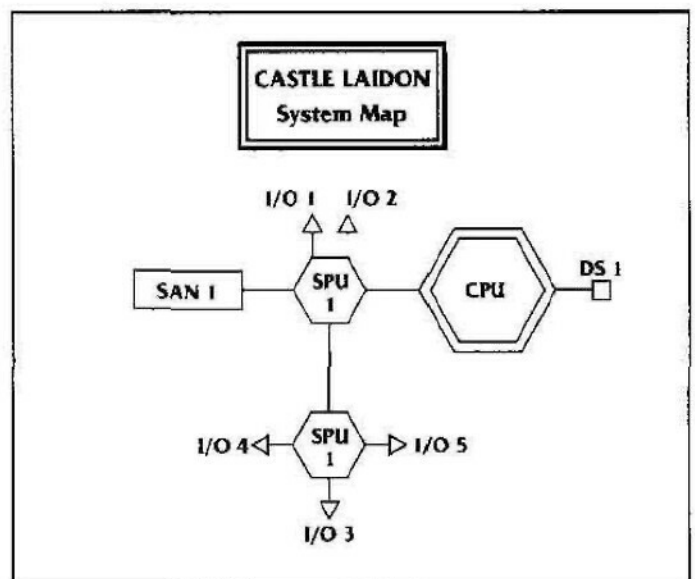 CASTLE LAIDON
System Map
I/O 1
I/O 2
SAN 1
SPU
1
CPU
DS 1
I/O 4
SPU
1
I/O 5
I/O 3